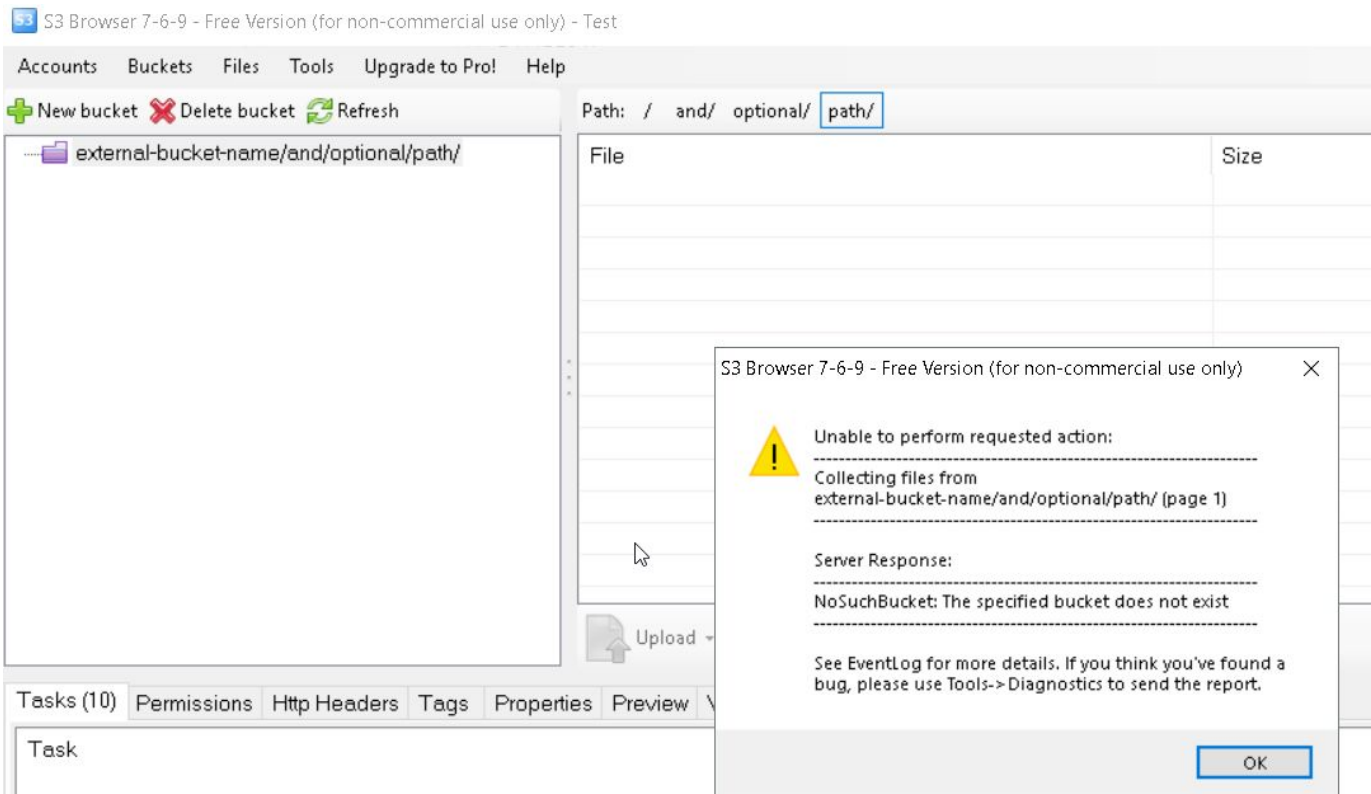 S3 S3 Browser 7-6-9 - Free Version (for non-commercial use only) - Test
Accounts Buckets Files Tools Upgrade to Pro! Help
New bucket Delete bucket Refresh
Path: / and/ optional/ path/
external-bucket-name/and/optional/path/
File Size
S3 Browser 7-6-9 - Free Version (for non-commercial use only)
Unable to perform requested action:
--------------------------------------------------------------------------
Collecting files from
external-bucket-name/and/optional/path/ (page 1)
--------------------------------------------------------------------------
Server Response:
--------------------------------------------------------------------------
NoSuchBucket: The specified bucket does not exist
--------------------------------------------------------------------------
See EventLog for more details. If you think you've found a
bug, please use Tools->Diagnostics to send the report.
OK
Upload
Tasks (10) Permissions Http Headers Tags Properties Preview
Task